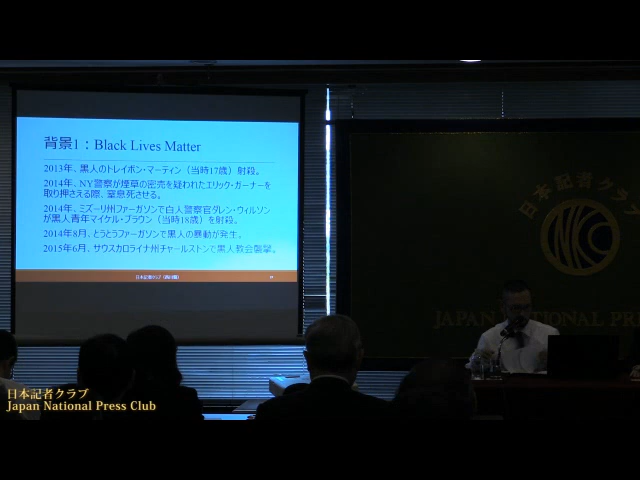 背景1：Black Lives Matter
2013年、黒人のトレイボン・マーティン（当時17歳）射殺。
2014年、NY警察が煙草の密売を疑われたエリック・ガーナーを
取り押さえる際、窒息死させる。
2014年、ミズーリ州ファーガソンで白人警察官ダレン・ウィルソン
が黒人青年マイケル・ブラウン（当時18歳）を射殺。
2014年8月、とうとうファーガソンで黒人の暴動が発生。
2015年6月、サウスカロライナ州チャールストンで黒人教会襲撃。
日本記者クラブ
日本記者クラブ
JAPAN NATIONAL PRE
日本記者クラブ
Japan National Press Club